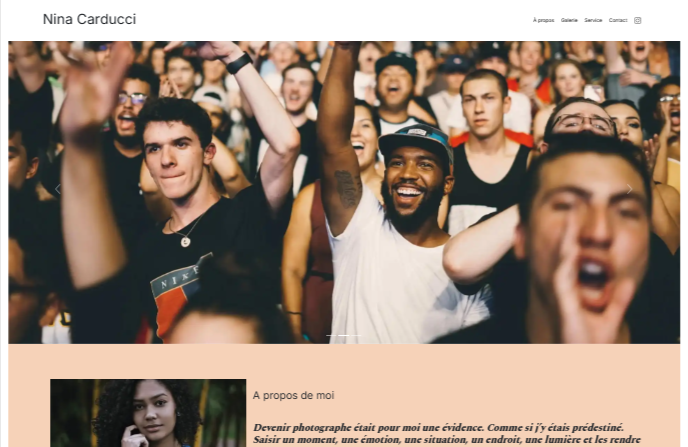 Nina Carducci
À propos Galerie Service Contact
NINE
A propos de moi
Devenir photographe était pour moi une évidence. Comme si j'y étais prédestiné.
Saisir un moment, une émotion, une situation, un endroit, une lumière et les rendre